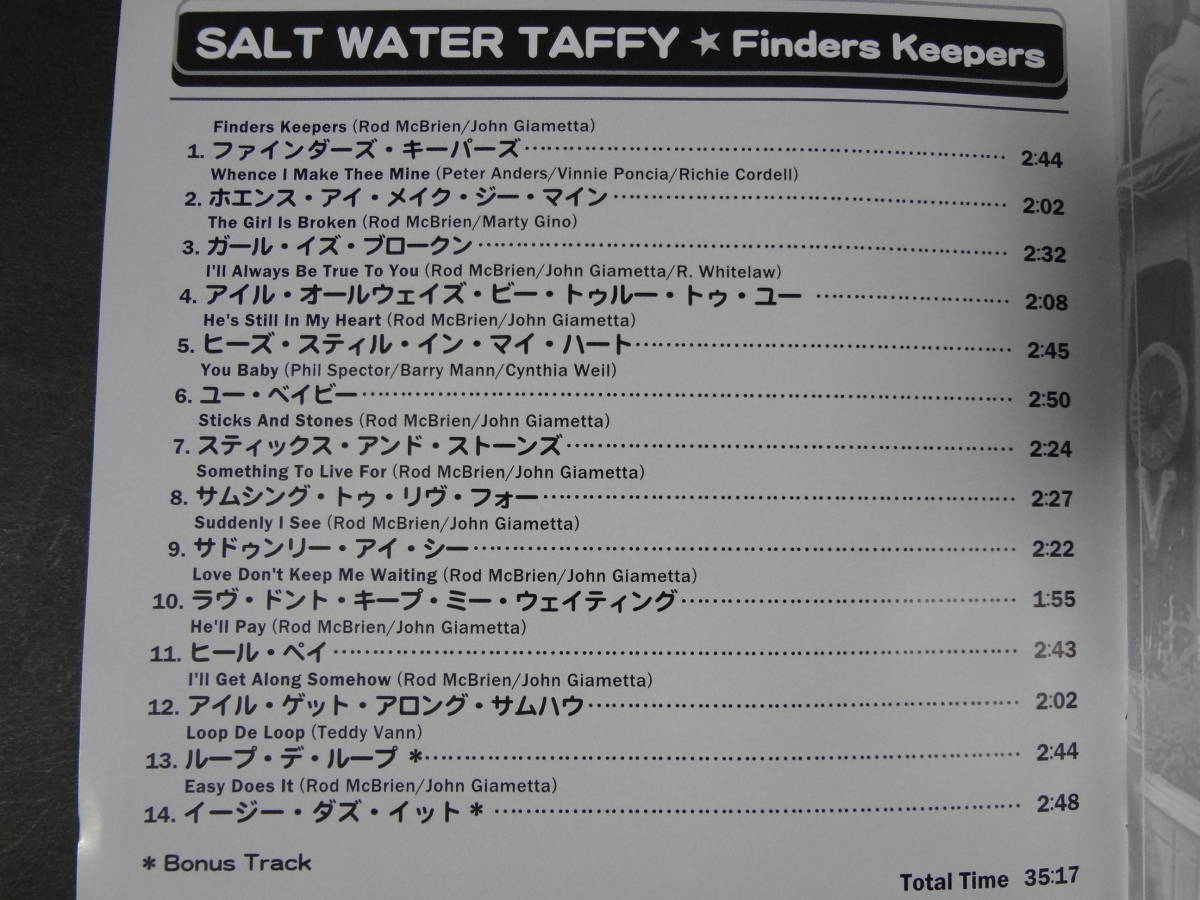 SALT WATER TAFFY ★ Finders Keepers
Finders Keepers (Rod McBrien/John Giametta)
1. ファインダーズ・キーパーズ 2:44
Whence I Make Thee Mine (Peter Anders/Vinnie Poncia/Richie Cordell)
2. ホエンス・アイ・メイク・ジー・マイン 2:02
The Girl Is Broken (Rod McBrien/Marty Gino)
3. ガール・イズ・ブロークン 2:32
I'll Always Be True To You (Rod McBrien/John Giametta/R. Whitelaw)
4. アイル・オールウェイズ・ビー・トゥルー・トゥ・ユー 2:08
He's Still In My Heart (Rod McBrien/John Giametta)
5. ヒーズ・スティル・イン・マイ・ハート 2:45
You Baby (Phil Spector/Barry Mann/Cynthia Weil)
6. ユー・ベイビー 2:50
Sticks And Stones (Rod McBrien/John Giametta)
7. スティックス・アンド・ストーンズ 2:24
Something To Live For (Rod McBrien/John Giametta)
8. サムシング・トゥ・リヴ・フォー 2:27
Suddenly I See (Rod McBrien/John Giametta)
9. サドゥンリー・アイ・シー 2:22
Love Don't Keep Me Waiting (Rod McBrien/John Giametta)
10. ラヴ・ドント・キープ・ミー・ウェイティング 1:55
He'll Pay (Rod McBrien/John Giametta)
11. ヒール・ペイ 2:43
I'll Get Along Somehow (Rod McBrien/John Giametta)
12. アイル・ゲット・アロング・サムハウ 2:02
Loop De Loop (Teddy Vann)
13. ループ・デ・ループ * 2:44
Easy Does It (Rod McBrien/John Giametta)
14. イージー・ダズ・イット * 2:48
* Bonus Track
Total Time 35:17